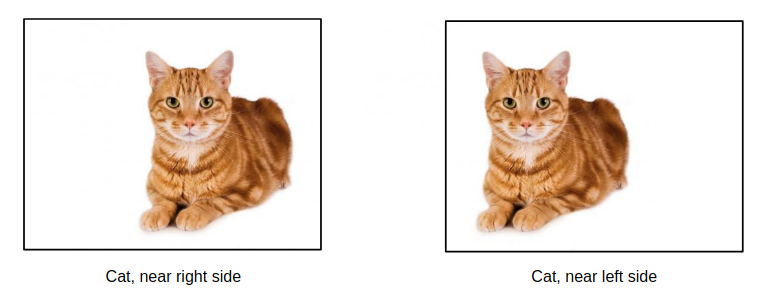 Cat, near right side
Cat, near left side